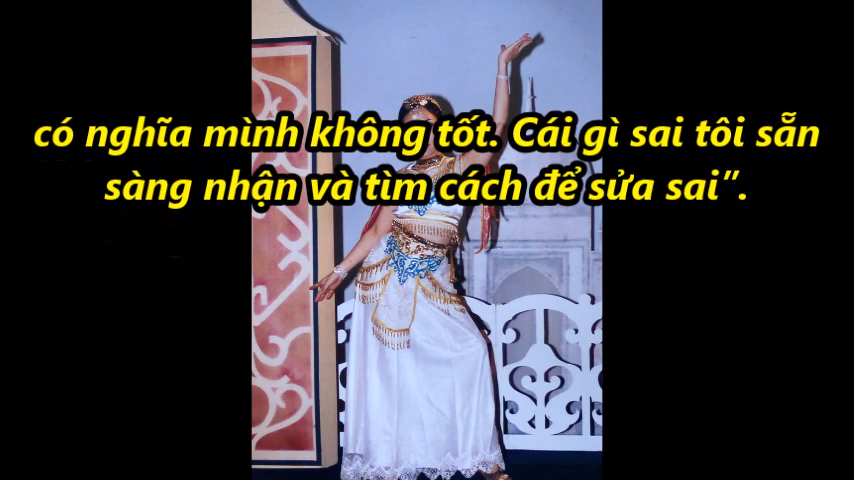 có nghĩa mình không tốt. Cái gì sai tôi sẵn
sàng nhận và tìm cách để sửa sai”.